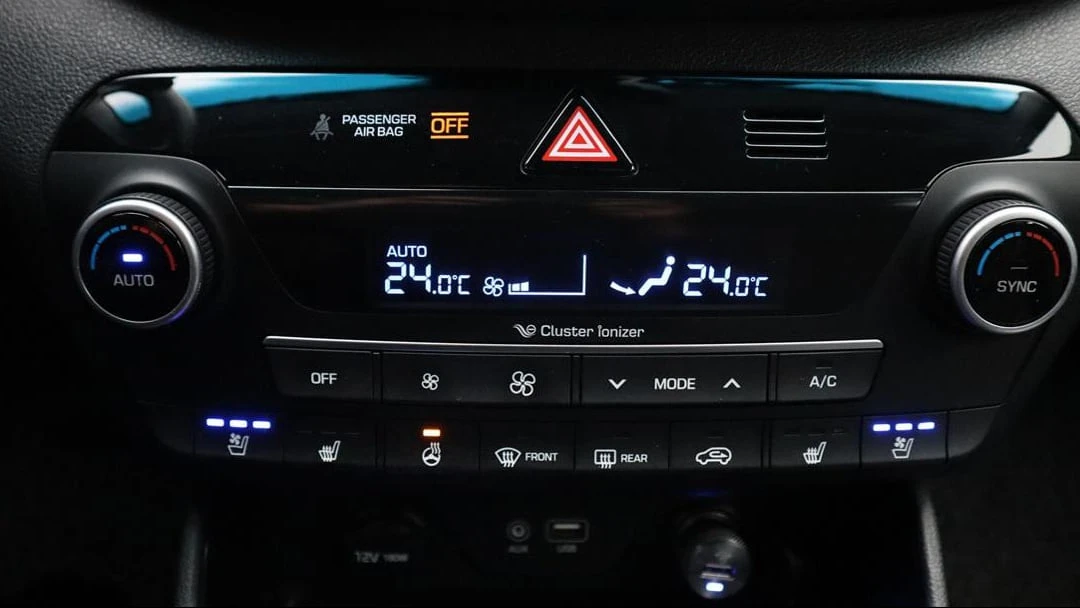 PASSENGER
AIR BAG
OFF
AUTO
24.0°C
24.0°C
AUTO
SYNC
Cluster ionizer
OFF
MODE
A/C
FRONT
REAR
12V 180W
AUX
USB